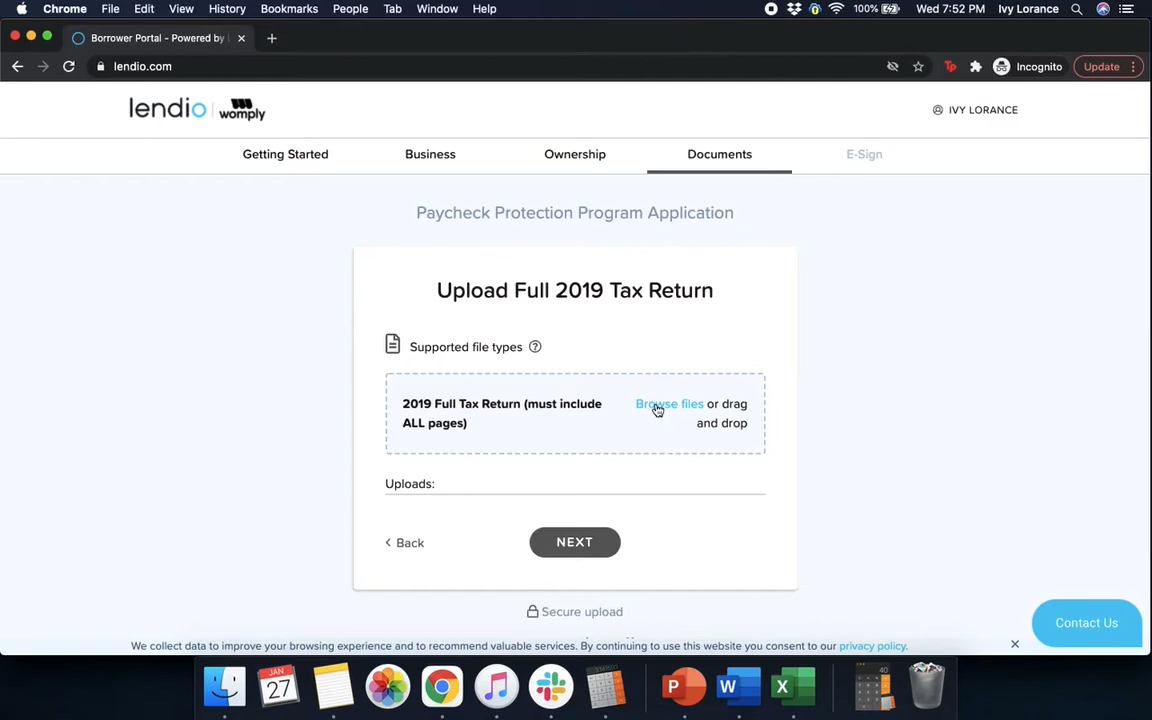 Chrome File Edit View History Bookmarks People Tab Window Help 100% Wed 7:52 PM Ivy Lorance
Borrower Portal - Powered by
lendio.com Incognito Update
lendio womply IVY LORANCE
Getting Started Business Ownership Documents E-Sign
Paycheck Protection Program Application
Upload Full 2019 Tax Return
Supported file types ?
2019 Full Tax Return (must include Browse files or drag
ALL pages) and drop
Uploads:
< Back NEXT
Secure upload
Contact Us
We collect data to improve your browsing experience and to recommend valuable services. By continuing to use this website you consent to our privacy policy.
JAN
27
P W X 40